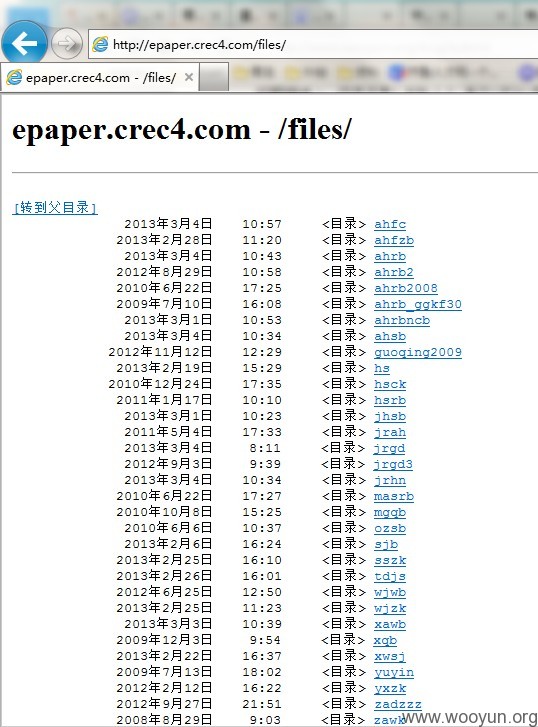 http://epaper.crec4.com/files/
epaper.crec4.com - /files/
epaper.crec4.com - /files/
[转到父目录]
2013年3月4日 10:57 <目录> ahfc
2013年2月28日 11:20 <目录> ahfzb
2013年3月4日 10:43 <目录> ahrb
2012年8月29日 10:58 <目录> ahrb2
2010年6月22日 17:25 <目录> ahrb2008
2009年7月10日 16:08 <目录> ahrb_ggkf30
2013年3月1日 10:53 <目录> ahrbncb
2013年3月4日 10:34 <目录> ahsb
2012年11月12日 12:29 <目录> guoqing2009
2013年2月19日 15:29 <目录> hs
2010年12月24日 17:35 <目录> hsck
2011年1月17日 10:10 <目录> hsrb
2013年3月1日 10:23 <目录> jhsb
2011年5月4日 17:33 <目录> jrah
2013年3月4日 8:11 <目录> jrgd
2012年9月3日 9:39 <目录> jrgd3
2013年3月4日 10:34 <目录> jrhn
2010年6月22日 17:27 <目录> masrb
2010年10月8日 15:25 <目录> mgqb
2010年6月6日 10:37 <目录> ozsb
2013年2月6日 16:24 <目录> sjb
2013年2月25日 16:10 <目录> sszk
2013年2月26日 16:01 <目录> tdjs
2012年6月25日 12:50 <目录> wjwb
2013年2月25日 11:23 <目录> wjzk
2013年3月3日 10:39 <目录> xawb
2009年12月3日 9:54 <目录> xqb
2013年2月22日 16:37 <目录> xwsj
2009年7月13日 18:02 <目录> yuyin
2012年2月12日 16:22 <目录> yxzk
2012年9月27日 21:51 <目录> zadzzz
2008年8月29日 9:03 <目录> zawb
www.wooyun.org